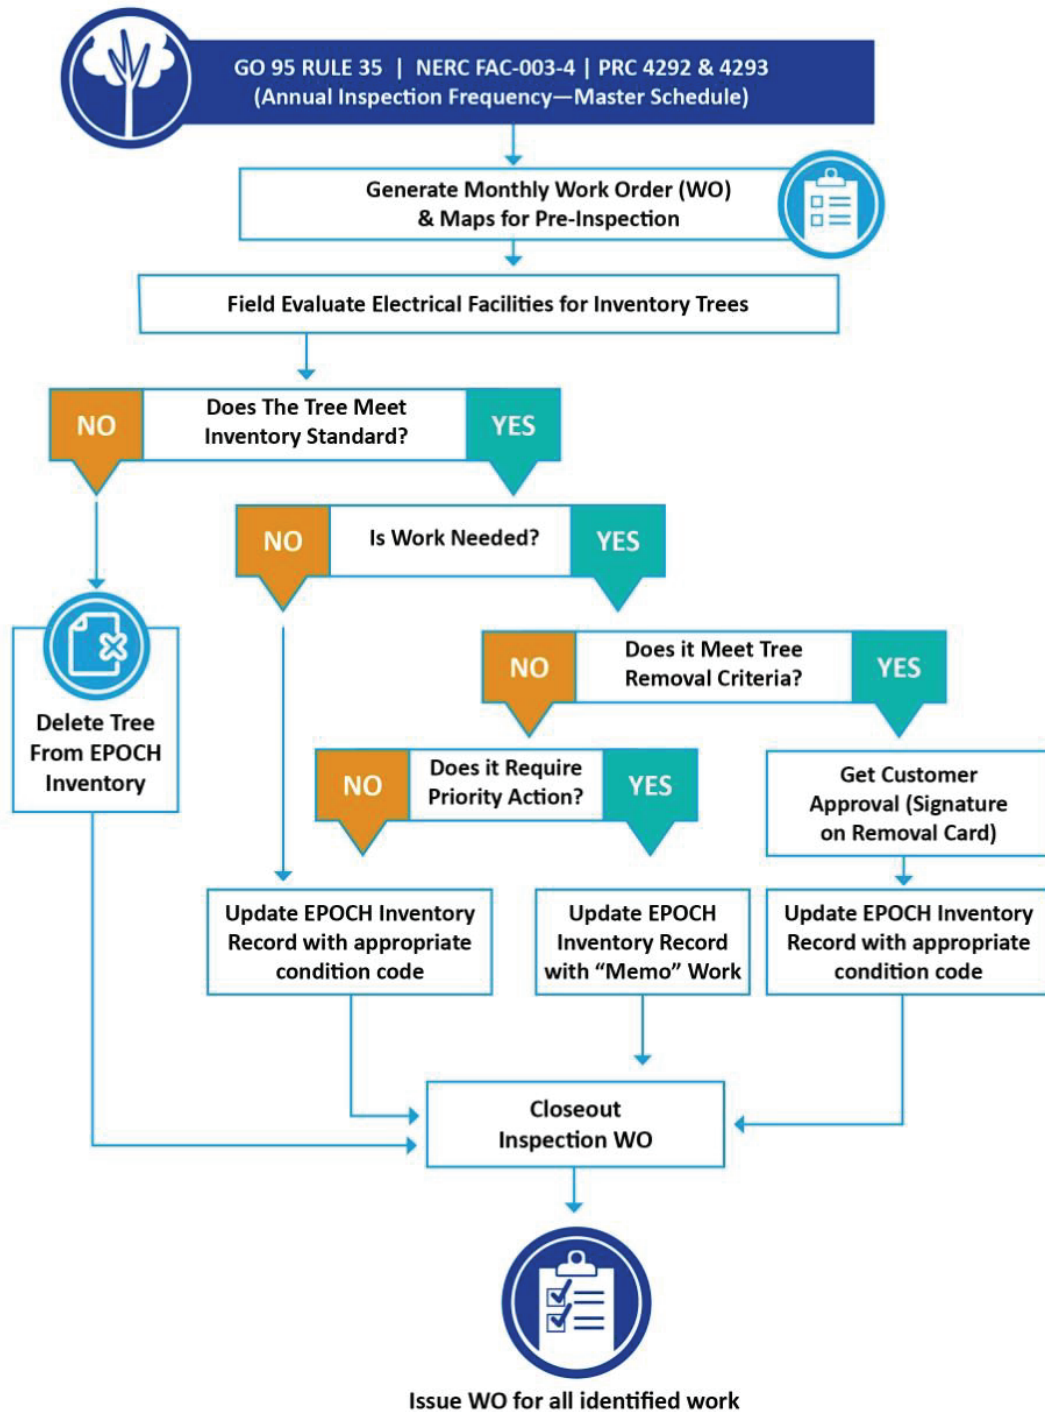 GO 95 RULE 35 | NERC FAC-003-4 | PRC 4292 & 4293
(Annual Inspection Frequency—Master Schedule)
Generate Monthly Work Order (WO)
& Maps for Pre-Inspection
Field Evaluate Electrical Facilities for Inventory Trees
NO
Does The Tree Meet
Inventory Standard?
YES
NO
Is Work Needed?
YES
NO
Does it Meet Tree
Removal Criteria?
YES
Delete Tree
From EPOCH
Inventory
NO
Does it Require
Priority Action?
YES
Get Customer
Approval (Signature
on Removal Card)
Update EPOCH Inventory
Record with appropriate
condition code
Update EPOCH
Inventory Record
with “Memo” Work
Update EPOCH Inventory
Record with appropriate
condition code
Closeout
Inspection WO
Issue WO for all identified work